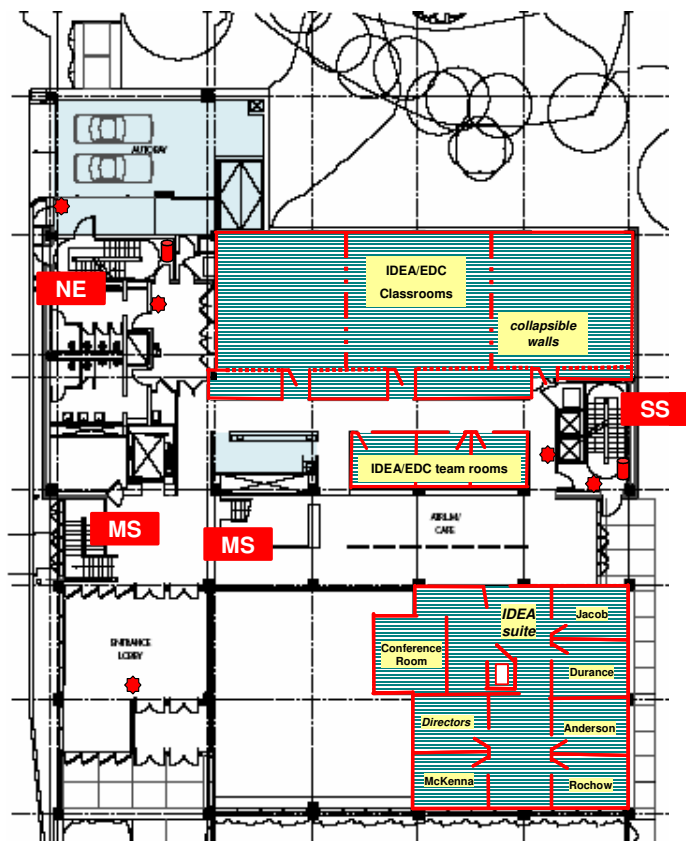 AUTO BAY
NE
IDEA/EDC
Classrooms
collapsible
walls
SS
IDEA/EDC team rooms
MS
MS
ATRIUM/
CAFE
ENTRANCE
LOBBY
IDEA
suite
Jacob
Conference
Room
Durance
Directors
Anderson
McKenna
Rochow